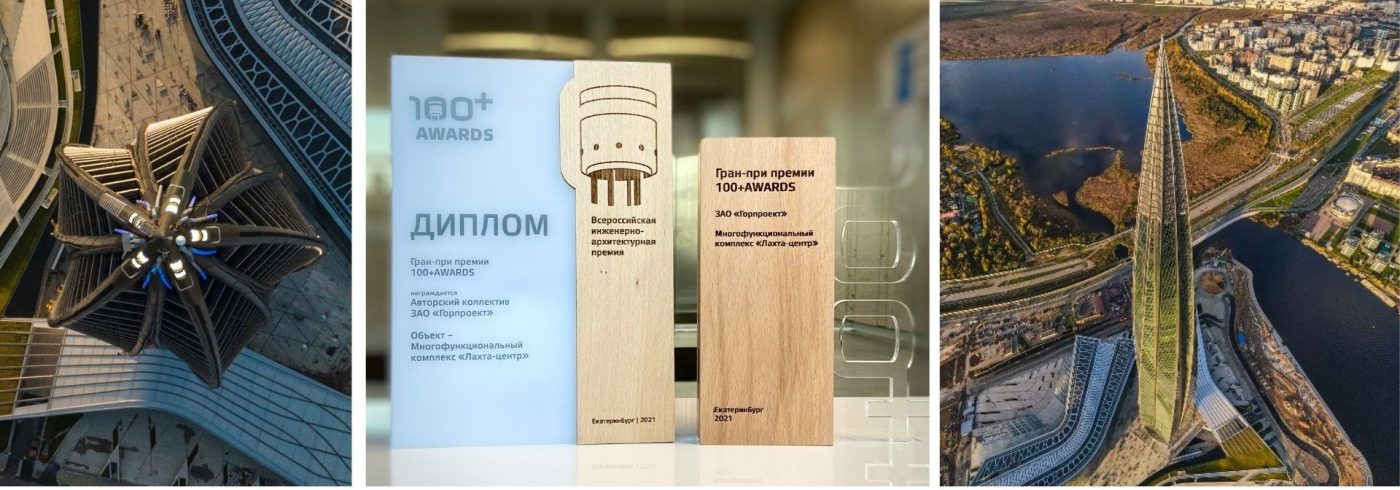 100+
AWARDS
ДИПЛОМ
Гран-при премии
100+AWARDS
награждается
Авторский коллектив
ЗАО «Горпроект»
Объект –
Многофункциональный
комплекс «Лахта-центр»
Всероссийская
инженерно-
архитектурная
премия
Екатеринбург | 2021
Гран-при премии
100+AWARDS
ЗАО «Горпроект»
Многофункциональный
комплекс «Лахта-центр»
Екатеринбург
2021
100+